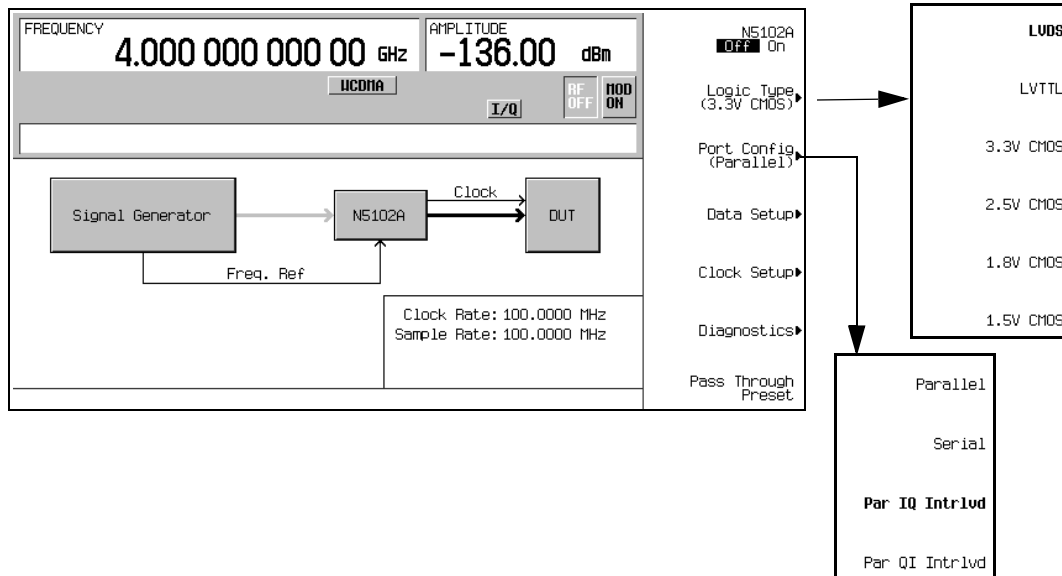 FREQUENCY
4.000 000 000 00 GHz
AMPLITUDE
-136.00 dBm
WCDMA
I/Q
RF OFF
MOD ON
Signal Generator
N5102A
Clock
DUT
Freq. Ref
Clock Rate: 100.0000 MHz
Sample Rate: 100.0000 MHz
N5102A
Off On
Logic Type
(3.3V CMOS)
Port Config
(Parallel)
Data Setup
Clock Setup
Diagnostics
Pass Through
Preset
LVDS
LVTTL
3.3V CMOS
2.5V CMOS
1.8V CMOS
1.5V CMOS
Parallel
Serial
Par IQ Intrlvd
Par QI Intrlvd